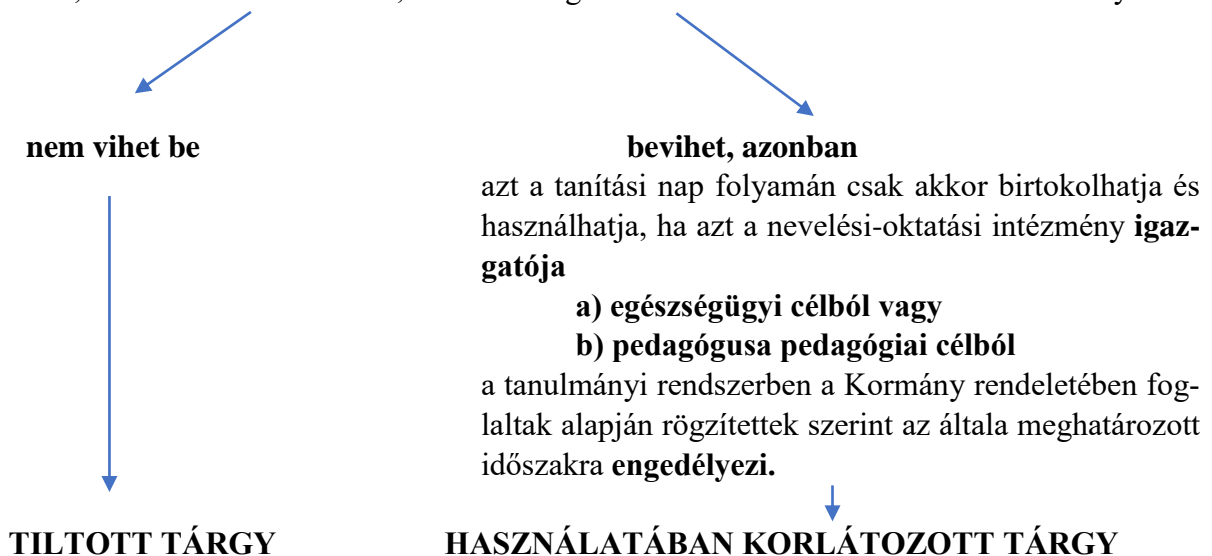 nem vihet be
bevihet, azonban
azt a tanítási nap folyamán csak akkor birtokolhatja és
használhatja, ha azt a nevelési-oktatási intézmény igaz-
gatója
a) egészségügyi célból vagy
b) pedagógusa pedagógiai célból
a tanulmányi rendszerben a Kormány rendeletében fog-
laltak alapján rögzítettek szerint az általa meghatározott
időszakra engedélyezi.
TILTOTT TÁRGY
HASZNÁLATÁBAN KORLÁTOZOTT TÁRGY